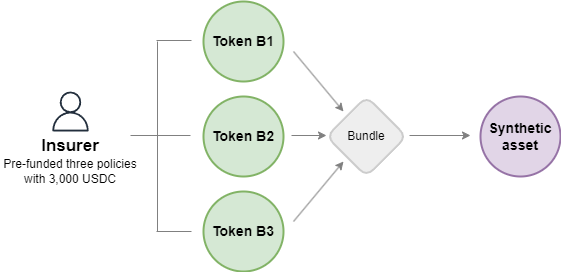 Token B1
Insurer
Pre-funded three policies
with 3,000 USDC
Token B2
Bundle
Synthetic
asset
Token B3